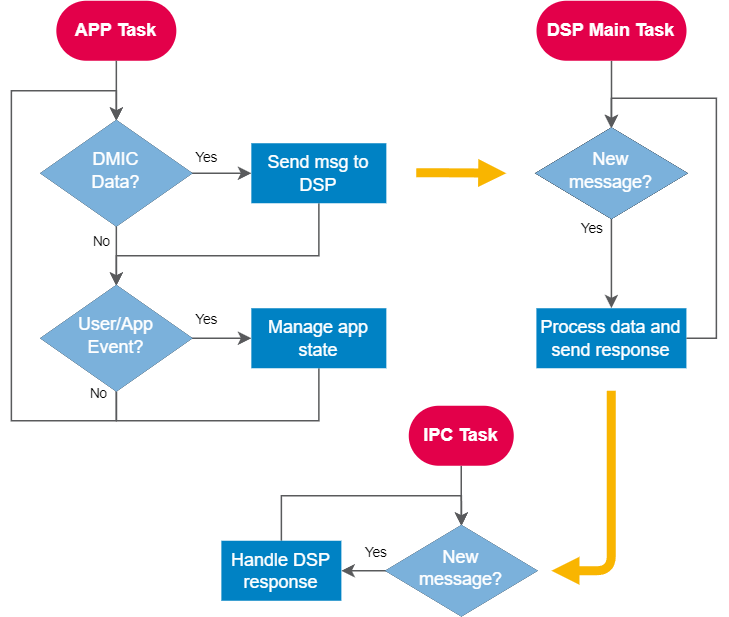 APP Task
DSP Main Task
DMIC
Data?
Yes
Send msg to
DSP
New
message?
No
Yes
User/App
Event?
Yes
Manage app
state
Process data and
send response
No
IPC Task
New
message?
Yes
Handle DSP
response